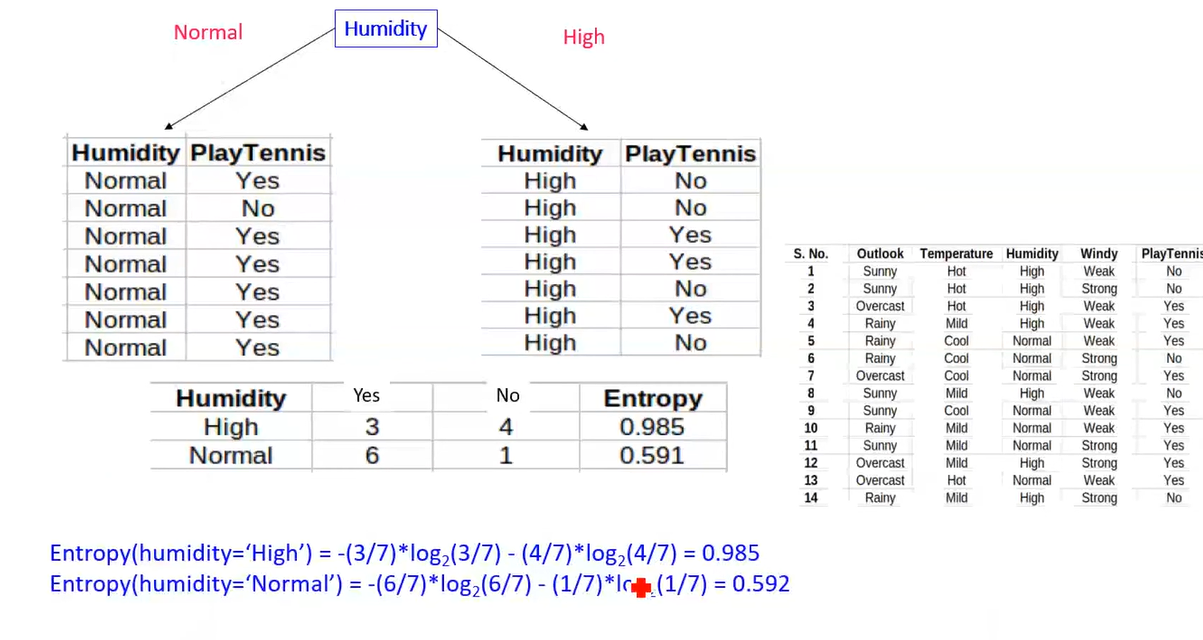 Normal Humidity High
Humidity PlayTennis
Normal Yes
Normal No
Normal Yes
Normal Yes
Normal Yes
Normal Yes
Normal Yes
Humidity PlayTennis
High No
High No
High Yes
High Yes
High No
High Yes
High No
Humidity Yes No Entropy
High 3 4 0.985
Normal 6 1 0.591
S. No. Outlook Temperature Humidity Windy PlayTennis
1 Sunny Hot High Weak No
2 Sunny Hot High Strong No
3 Overcast Hot High Weak Yes
4 Rainy Mild High Weak Yes
5 Rainy Cool Normal Weak Yes
6 Rainy Cool Normal Strong No
7 Overcast Cool Normal Strong Yes
8 Sunny Mild High Weak No
9 Sunny Cool Normal Weak Yes
10 Rainy Mild Normal Weak Yes
11 Sunny Mild Normal Strong Yes
12 Overcast Mild High Strong Yes
13 Overcast Hot Normal Weak Yes
14 Rainy Mild High Strong No
Entropy(humidity=‘High’) = -(3/7)*log₂(3/7) - (4/7)*log₂(4/7) = 0.985
Entropy(humidity=‘Normal’) = -(6/7)*log₂(6/7) - (1/7)*log₂(1/7) = 0.592